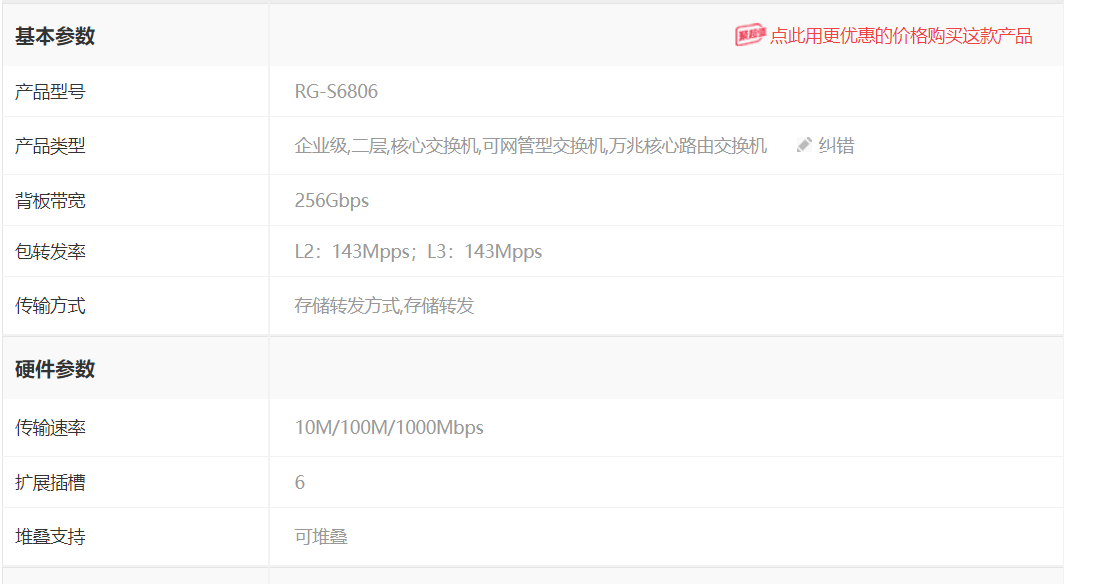 基本参数
聚超值 点此用更优惠的价格购买这款产品
产品型号 RG-S6806
产品类型 企业级,二层,核心交换机,可网管型交换机,万兆核心路由交换机 纠错
背板带宽 256Gbps
包转发率 L2：143Mpps；L3：143Mpps
传输方式 存储转发方式,存储转发
硬件参数
传输速率 10M/100M/1000Mbps
扩展插槽 6
堆叠支持 可堆叠